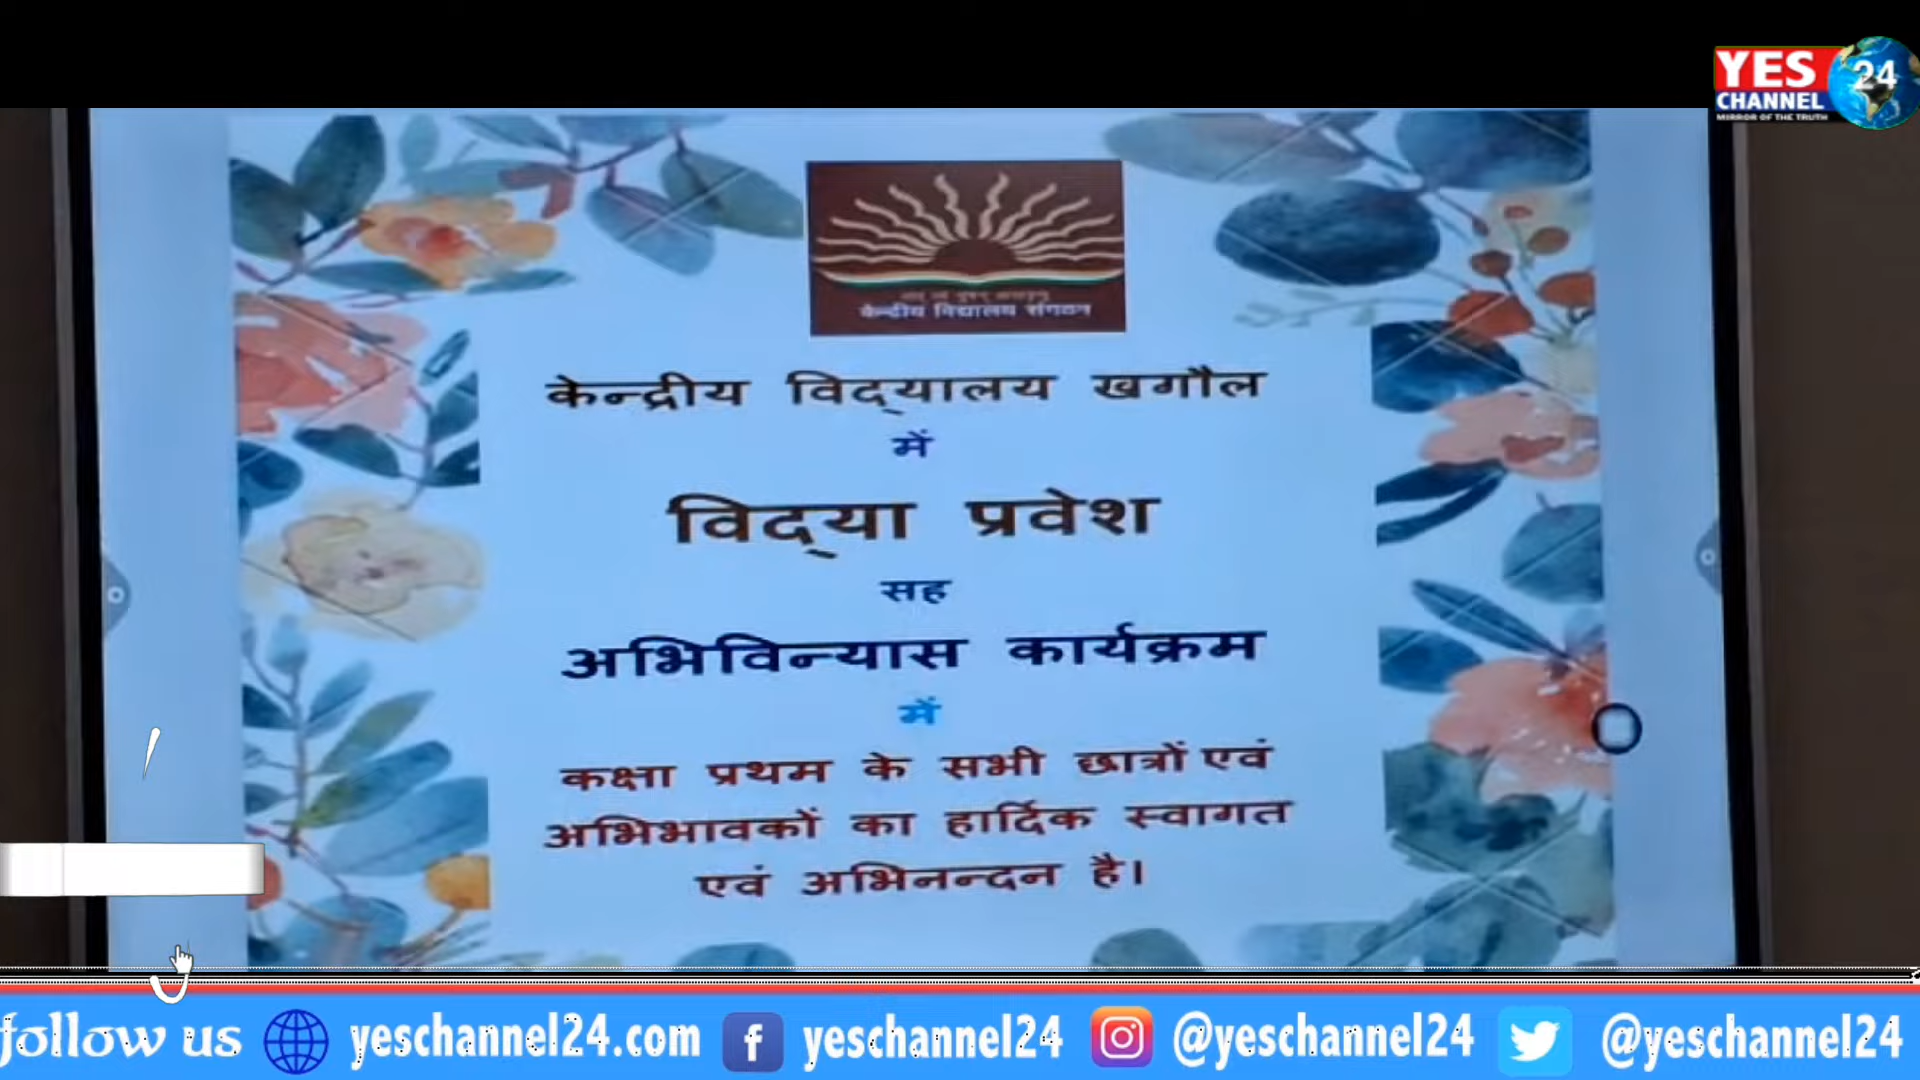 YES
24
CHANNEL
MIRROR OF THE TRUTH
केन्द्रीय विद्यालय संगठन
केन्द्रीय विद्‌यालय खगौल
में
विद्‌या प्रवेश
सह
अभिविन्यास कार्यक्रम
में
कक्षा प्रथम के सभी छात्रों एवं
अभिभावकों का हार्दिक स्वागत
एवं अभिनन्दन है।
follow us yeschannel24.com yeschannel24 @yeschannel24 @yeschannel24